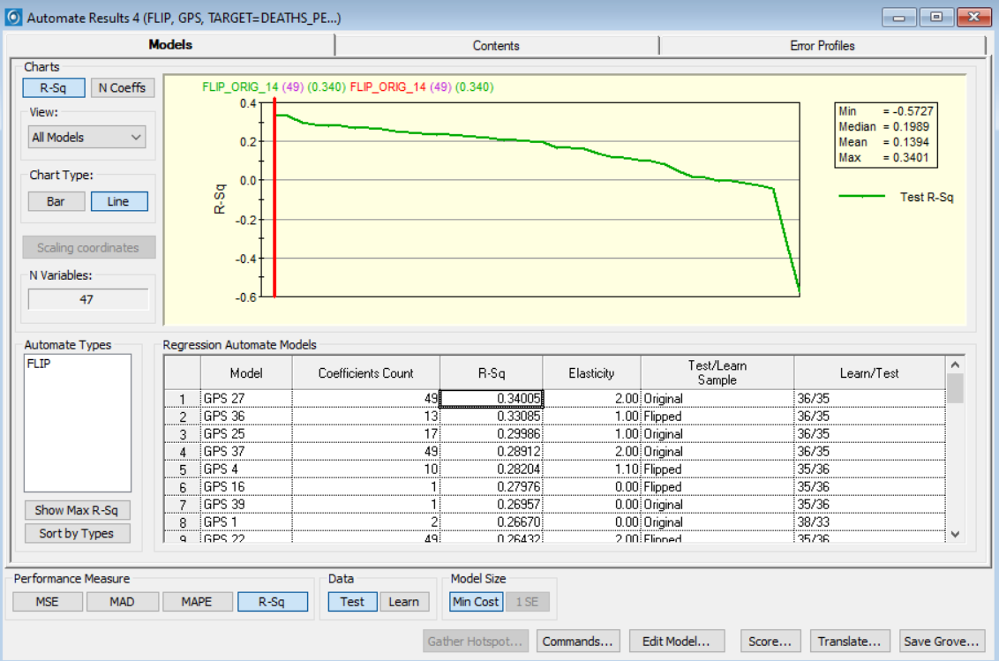 Automate Results 4 (FLIP, GPS, TARGET=DEATHS_PE...)
Models Contents Error Profiles
Charts
R-Sq N Coeffs
View:
All Models
Chart Type:
Bar Line
Scaling coordinates
N Variables:
47
FLIP_ORIG_14 (49) (0.340) FLIP_ORIG_14 (49) (0.340)
R-Sq
0.4
0.2
0.0
-0.2
-0.4
-0.6
Min = -0.5727
Median = 0.1989
Mean = 0.1394
Max = 0.3401
Test R-Sq
Automate Types
FLIP
Show Max R-Sq
Sort by Types
Regression Automate Models
Model Coefficients Count R-Sq Elasticity Test/Learn Sample Learn/Test
1 GPS 27 49 0.34005 2.00 Original 36/35
2 GPS 36 13 0.33085 1.00 Flipped 36/35
3 GPS 25 17 0.29986 1.00 Original 36/35
4 GPS 37 49 0.28912 2.00 Original 36/35
5 GPS 4 10 0.28204 1.10 Flipped 35/36
6 GPS 16 1 0.27976 0.00 Flipped 35/36
7 GPS 39 1 0.26957 0.00 Original 35/36
8 GPS 1 2 0.26670 0.00 Original 38/33
9 GPS 22 49 0.26432 2.00 Flipped 35/36
Performance Measure Data Model Size
MSE MAD MAPE R-Sq Test Learn Min Cost 1 SE
Gather Hotspot... Commands... Edit Model... Score... Translate... Save Grove...